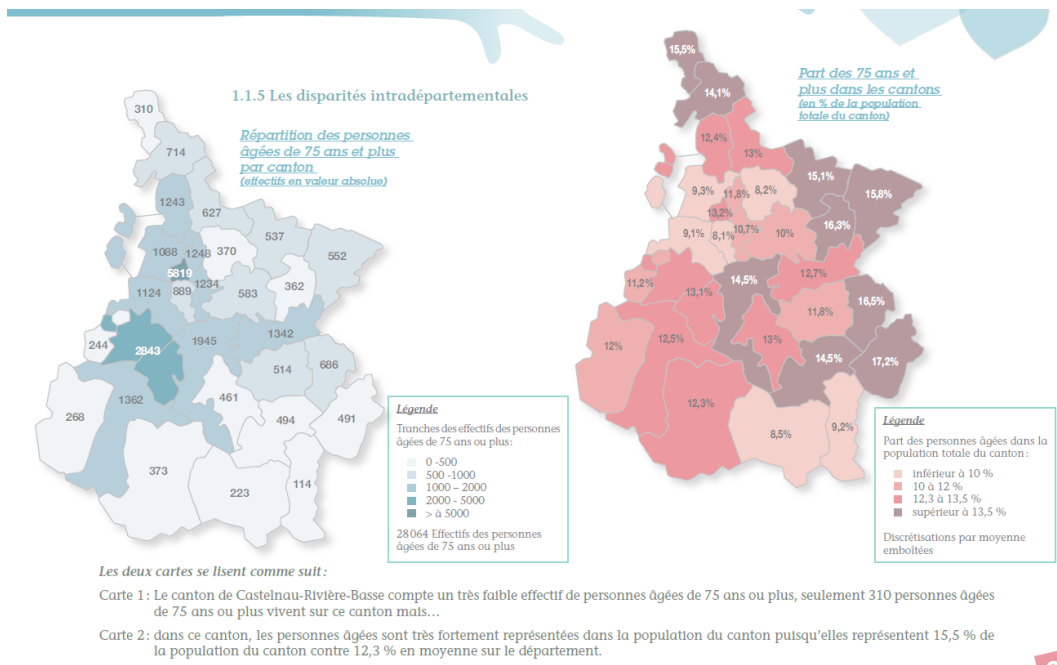 1.1.5 Les disparités intradépartementales
Répartition des personnes
âgées de 75 ans et plus
par canton
(effectifs en valeur absolue)
310
714
1243
627
537
552
1088
1248
370
5819
362
1234
1124
889
583
244
2843
1945
1342
514
686
268
1362
461
494
491
373
223
114
Légende
Tranches des effectifs des personnes
âgées de 75 ans ou plus :
0 -500
500 -1000
1000 – 2000
2000 - 5000
> à 5000
28064 Effectifs des personnes
âgées de 75 ans ou plus
Part des 75 ans et
plus dans les cantons
(en % de la population
totale du canton)
15,5%
14,1%
12,4%
13%
15,1%
15,8%
9,3%
11,8%
8,2%
13,2%
16,3%
9,1%
8,1%
10,7%
10%
11,2%
13,1%
14,5%
12,7%
16,5%
11,8%
12%
12,5%
13%
14,5%
17,2%
12,3%
8,5%
9,2%
Légende
Part des personnes âgées dans la
population totale du canton :
inférieur à 10 %
10 à 12 %
12,3 à 13,5 %
supérieur à 13,5 %
Discrétisations par moyenne
emboîtées
Les deux cartes se lisent comme suit :
Carte 1 : Le canton de Castelnau-Rivière-Basse compte un très faible effectif de personnes âgées de 75 ans ou plus, seulement 310 personnes âgées
de 75 ans ou plus vivent sur ce canton mais…
Carte 2 : dans ce canton, les personnes âgées sont très fortement représentées dans la population du canton puisqu'elles représentent 15,5 % de
la population du canton contre 12,3 % en moyenne sur le département.